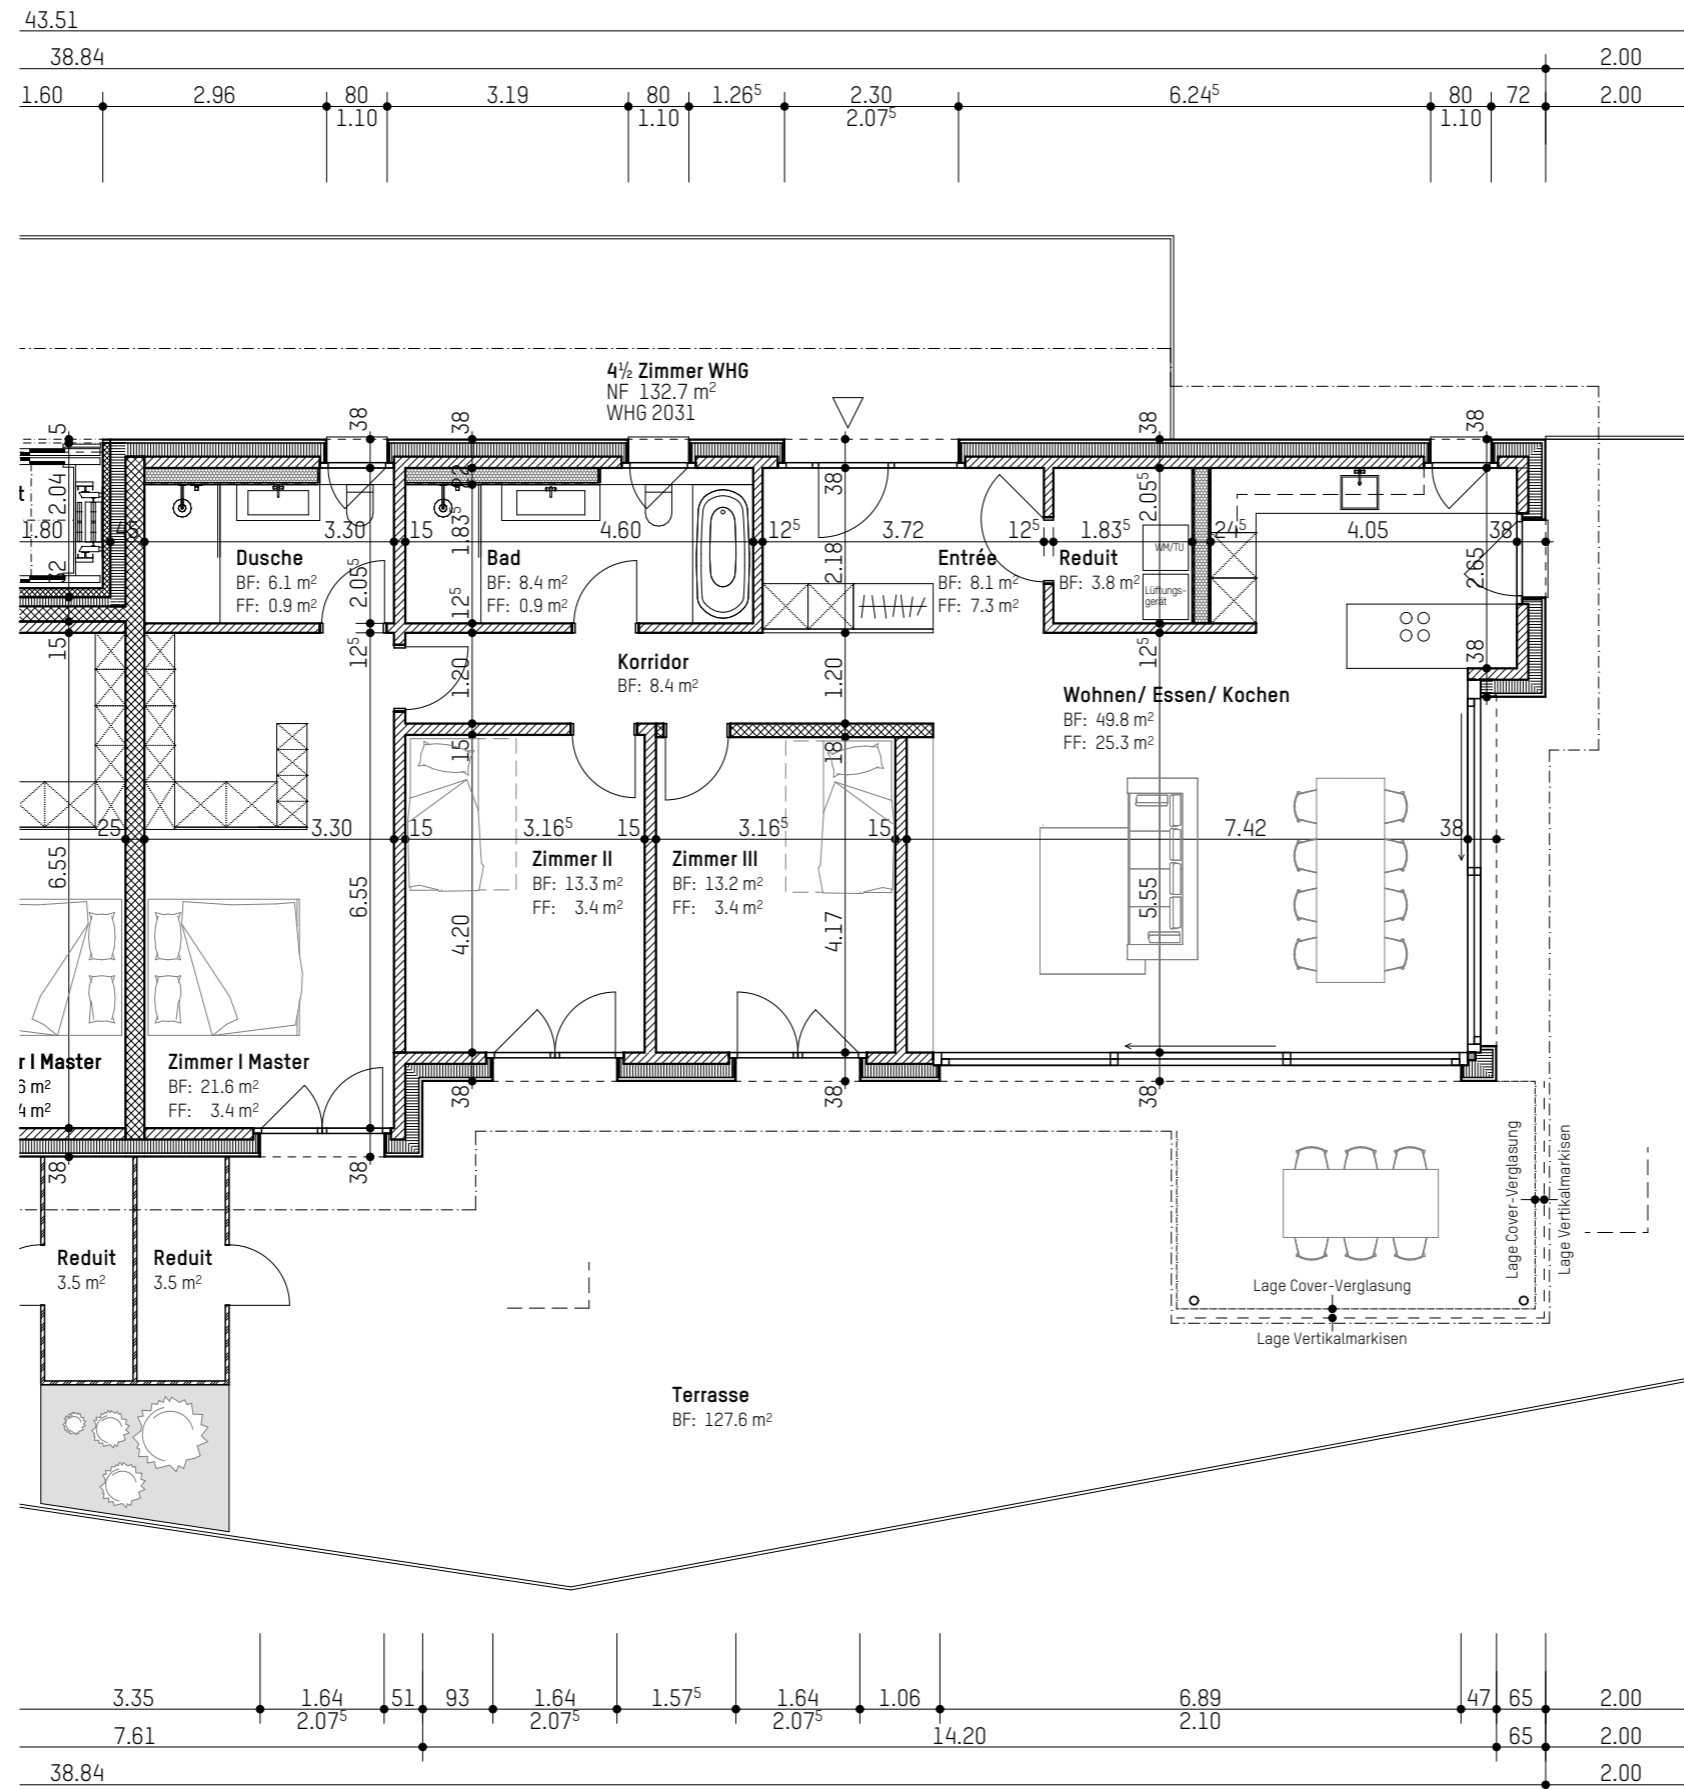 43.51
38.84 2.00
1.60 2.96 80 3.19 80 1.26⁵ 2.30 6.24⁵ 80 72 2.00
1.10 1.10 2.07⁵ 1.10
4½ Zimmer WHG
NF 132.7 m²
WHG 2031
5 38 38 38 38
2.04 38 2.05⁵
1.80 45 3.30 15 1.83⁵ 4.60 12⁵ 3.72 12⁵ 1.83⁵ 24⁵ 4.05 38
Dusche
BF: 6.1 m²
FF: 0.9 m²
Bad
BF: 8.4 m²
FF: 0.9 m²
Entrée
BF: 8.1 m²
FF: 7.3 m²
Reduit
BF: 3.8 m²
WM/TU
Lüftungs-
gerät
12 2.05⁵ 12⁵ 2.18 2.65
15 12⁵ 1.20 1.20 12⁵ 38
Korridor
BF: 8.4 m²
Wohnen/ Essen/ Kochen
BF: 49.8 m²
FF: 25.3 m²
15 18
25 3.30 15 3.16⁵ 15 3.16⁵ 15 7.42 38
Zimmer II
BF: 13.3 m²
FF: 3.4 m²
Zimmer III
BF: 13.2 m²
FF: 3.4 m²
6.55 6.55 4.20 4.17 5.55
r I Master
6 m²
4 m²
Zimmer I Master
BF: 21.6 m²
FF: 3.4 m²
38 38 38 38 38
Reduit
3.5 m²
Reduit
3.5 m²
Lage Cover-Verglasung
Lage Vertikalmarkisen
Lage Cover-Verglasung
Lage Vertikalmarkisen
Terrasse
BF: 127.6 m²
3.35 1.64 51 93 1.64 1.57⁵ 1.64 1.06 6.89 47 65 2.00
2.07⁵ 2.07⁵ 2.07⁵ 2.10
7.61 14.20 65 2.00
38.84 2.00